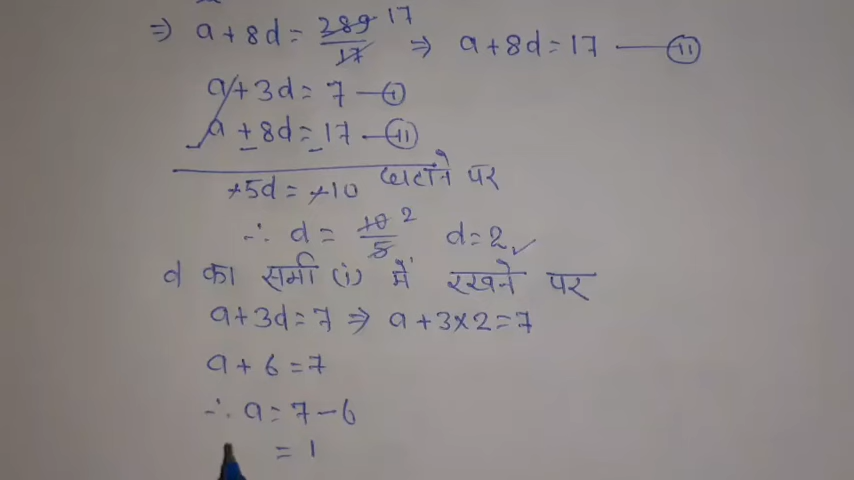 ⇒ a + 8d = 289/17 17 ⇒ a + 8d = 17 — (ii)
a + 3d = 7 — (i)
a + 8d = 17 — (ii)
- - -
-5d = -10 घटाने पर
∴ d = 10/5 2 d = 2 ✓
d का समी (i) में रखने पर
a + 3d = 7 ⇒ a + 3 × 2 = 7
a + 6 = 7
∴ a = 7 - 6
= 1